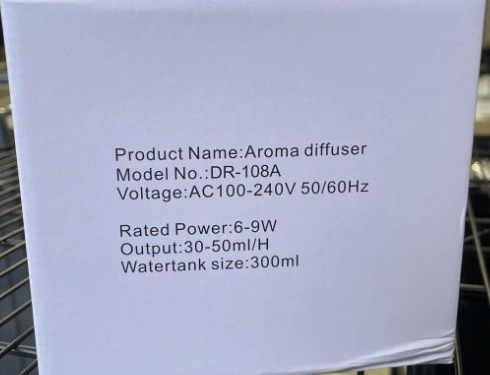 Product Name:Aroma diffuser
Model No.:DR-108A
Voltage:AC100-240V 50/60Hz
Rated Power:6-9W
Output:30-50ml/H
Watertank size:300ml